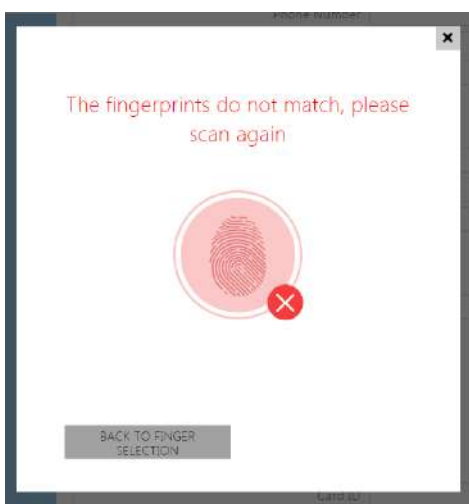 Phone Number
The fingerprints do not match, please
scan again
BACK TO FINGER
SELECTION
Card ID